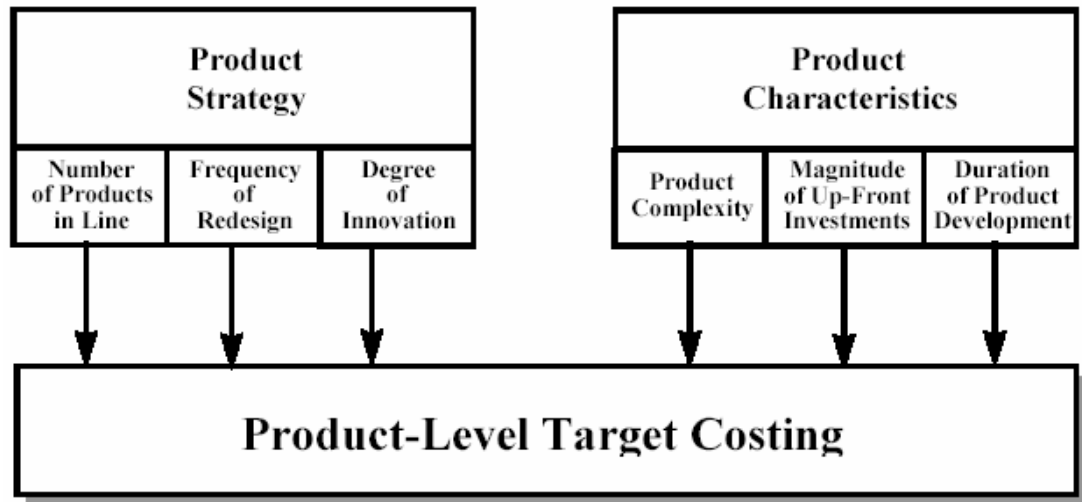 Product
Strategy
Number
of Products
in Line
Frequency
of
Redesign
Degree
of
Innovation
Product
Characteristics
Product
Complexity
Magnitude
of Up-Front
Investments
Duration
of Product
Development
Product-Level Target Costing